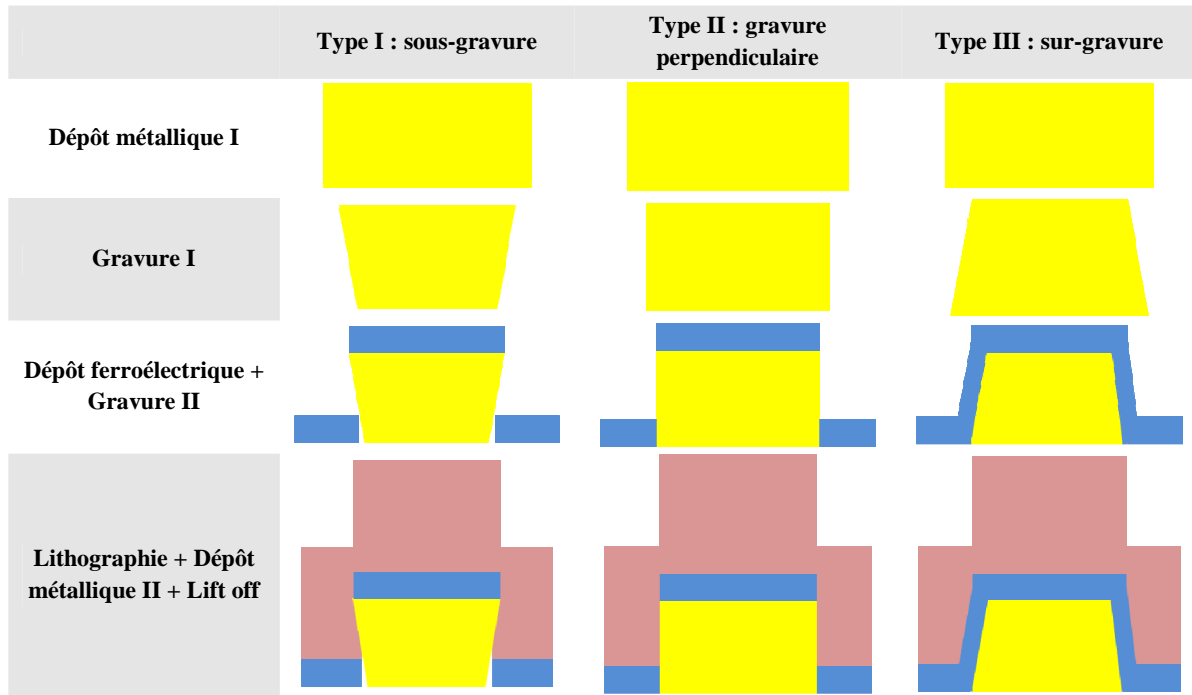 Type I : sous-gravure
Type II : gravure
perpendiculaire
Type III : sur-gravure
Dépôt métallique I
Gravure I
Dépôt ferroélectrique +
Gravure II
Lithographie + Dépôt
métallique II + Lift off